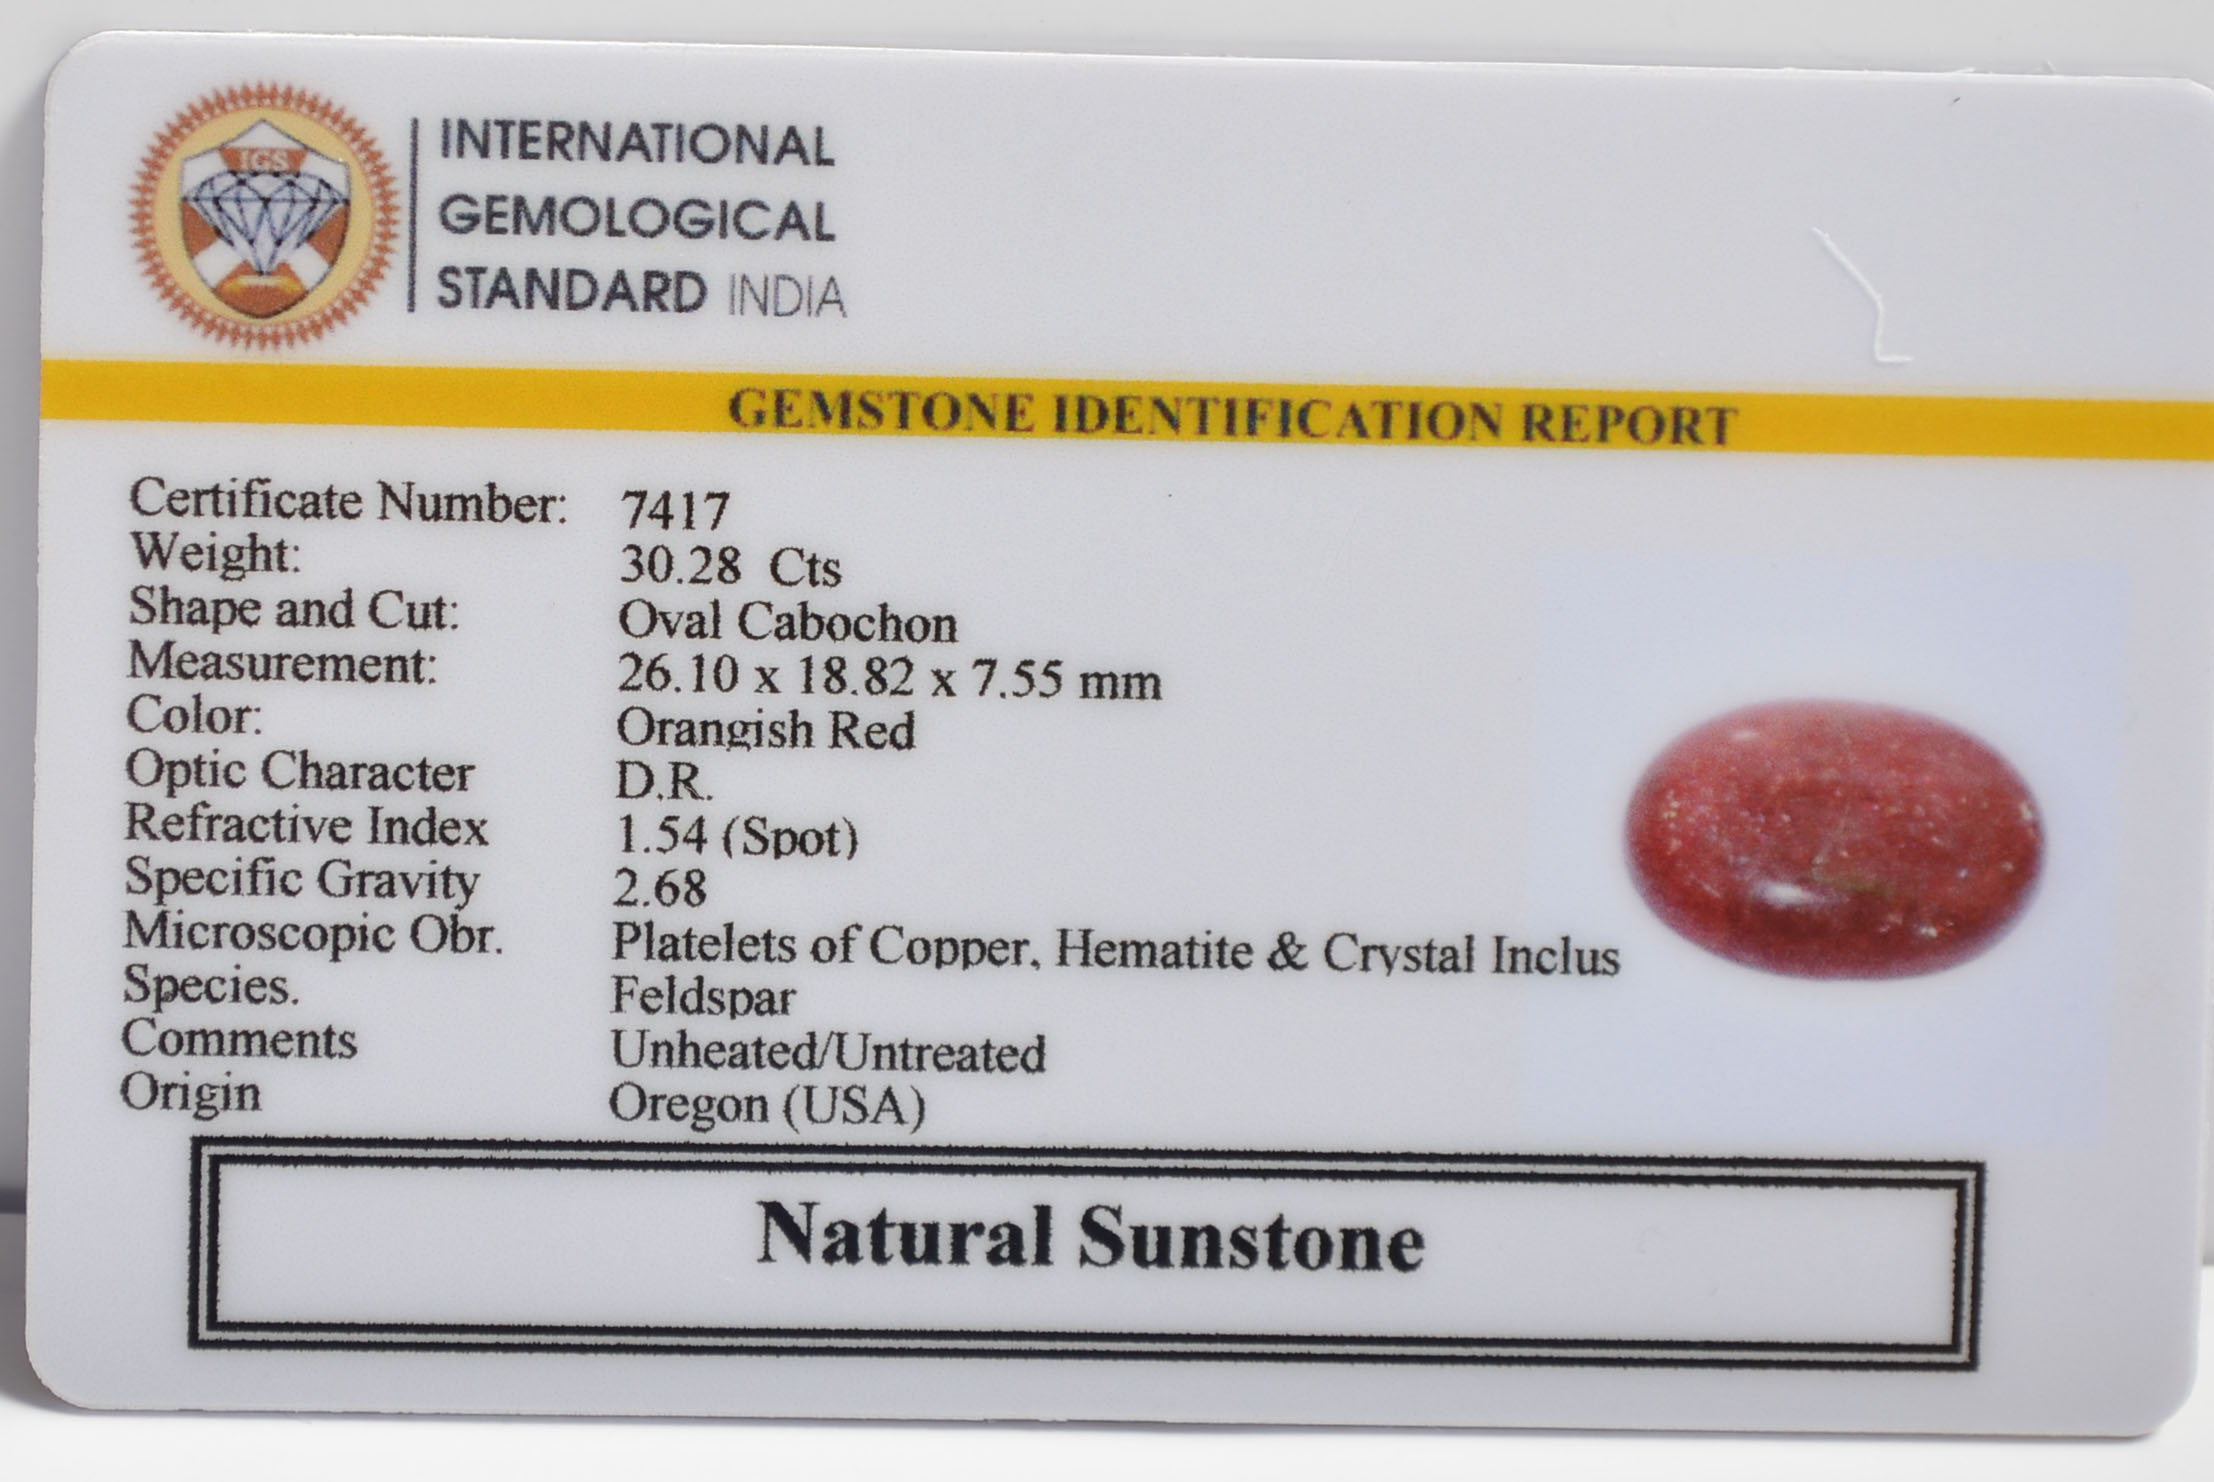 IGS
INTERNATIONAL
GEMOLOGICAL
STANDARD INDIA
GEMSTONE IDENTIFICATION REPORT
Certificate Number: 7417
Weight: 30.28 Cts
Shape and Cut: Oval Cabochon
Measurement: 26.10 x 18.82 x 7.55 mm
Color: Orangish Red
Optic Character D.R.
Refractive Index 1.54 (Spot)
Specific Gravity 2.68
Microscopic Obr. Platelets of Copper, Hematite & Crystal Inclus
Species. Feldspar
Comments Unheated/Untreated
Origin Oregon (USA)
Natural Sunstone